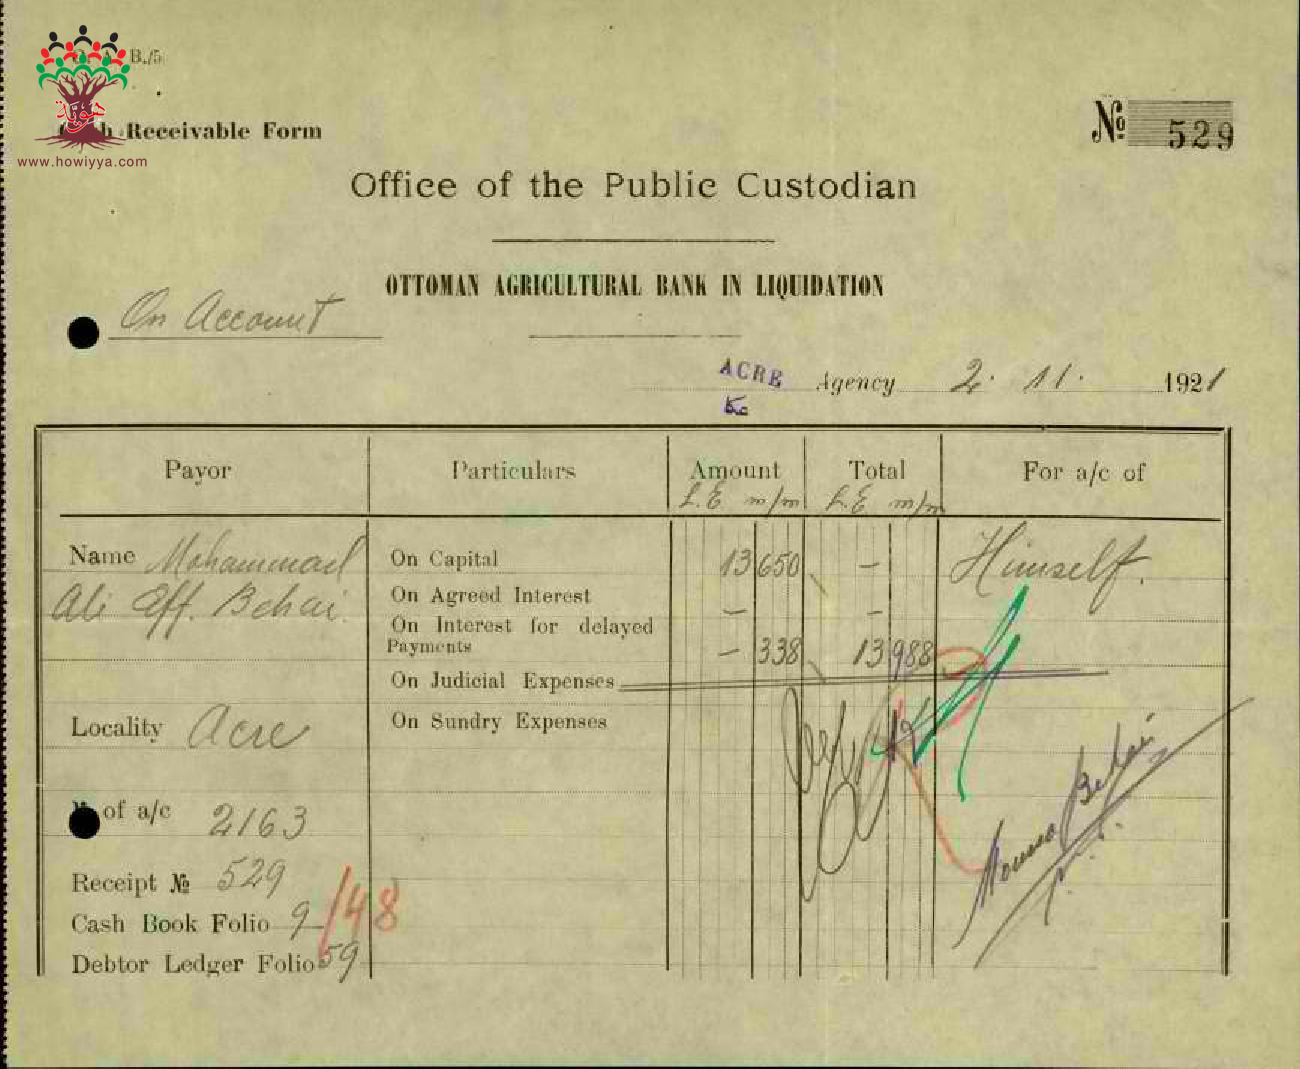 B./5
هوية
www.howiyya.com
Receivable Form
№ 529
Office of the Public Custodian
OTTOMAN AGRICULTURAL BANK IN LIQUIDATION
On Account
ACRE Agency 2. 11. 1921
Payor Particulars Amount Total For a/c of
L.E m/m L.E m/m
Name Mohammad On Capital 13 650 — Himself.
Ali Eff. Behai. On Agreed Interest — —
On Interest for delayed
Payments — 338 13 988
On Judicial Expenses
Locality Acre On Sundry Expenses
Behai
of a/c 2163
Receipt № 529
Cash Book Folio 9 /48
Debtor Ledger Folio 59